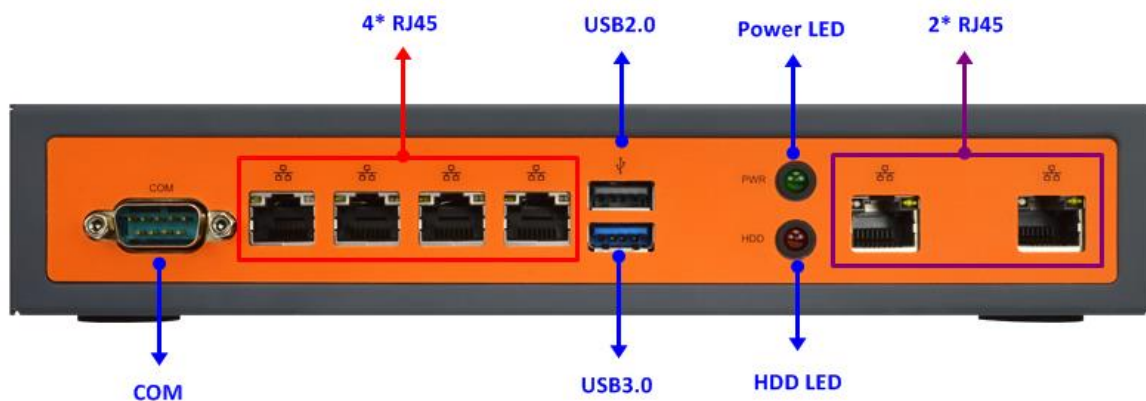 4* RJ45
USB2.0
Power LED
2* RJ45
COM
PWR
HDD
COM
USB3.0
HDD LED